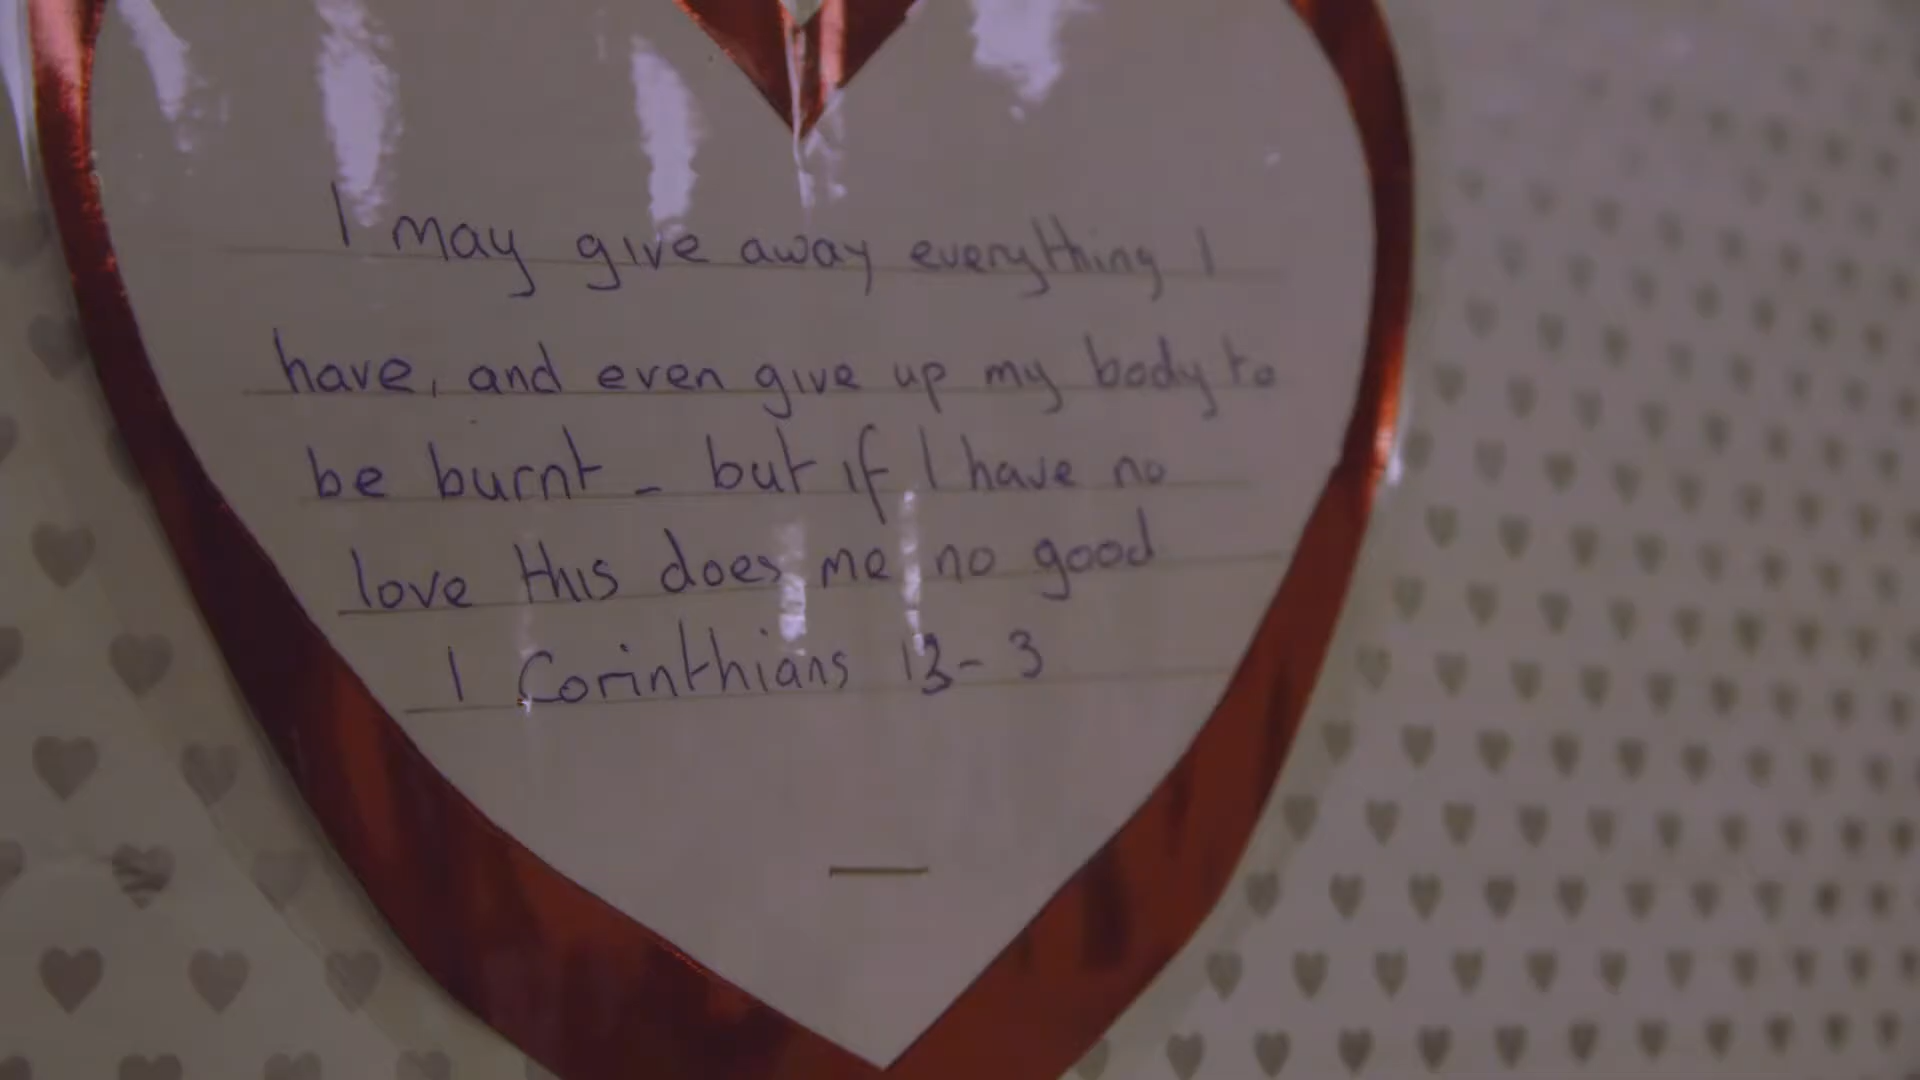 I may give away everything I
have, and even give up my body to
be burnt - but if I have no
love this does me no good
1 Corinthians 13-3